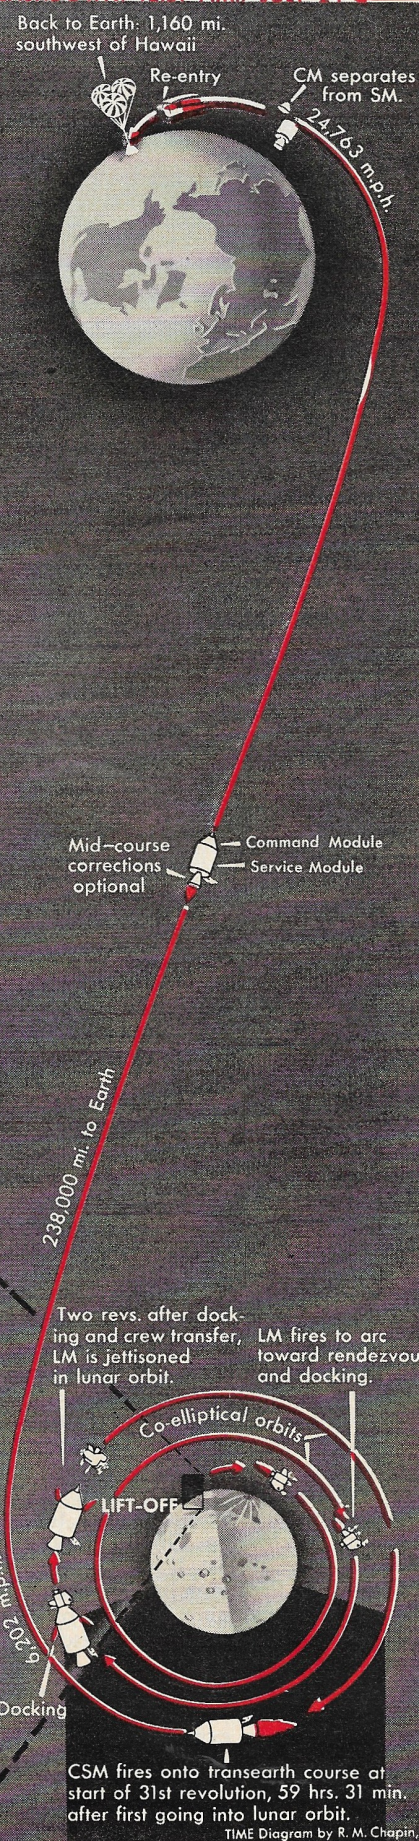 Back to Earth: 1,160 mi.
southwest of Hawaii
Re-entry
CM separates
from SM.
24,763 m.p.h.
Mid-course
corrections
optional
Command Module
Service Module
238,000 mi. to Earth
Two revs. after dock-
ing and crew transfer,
LM is jettisoned
in lunar orbit.
LM fires to arc
toward rendezvou
and docking.
Co-elliptical orbits
LIFT-OFF
6,202 m.p.h.
Docking
CSM fires onto transearth course at
start of 31st revolution, 59 hrs. 31 min.
after first going into lunar orbit.
TIME Diagram by R. M. Chapin,